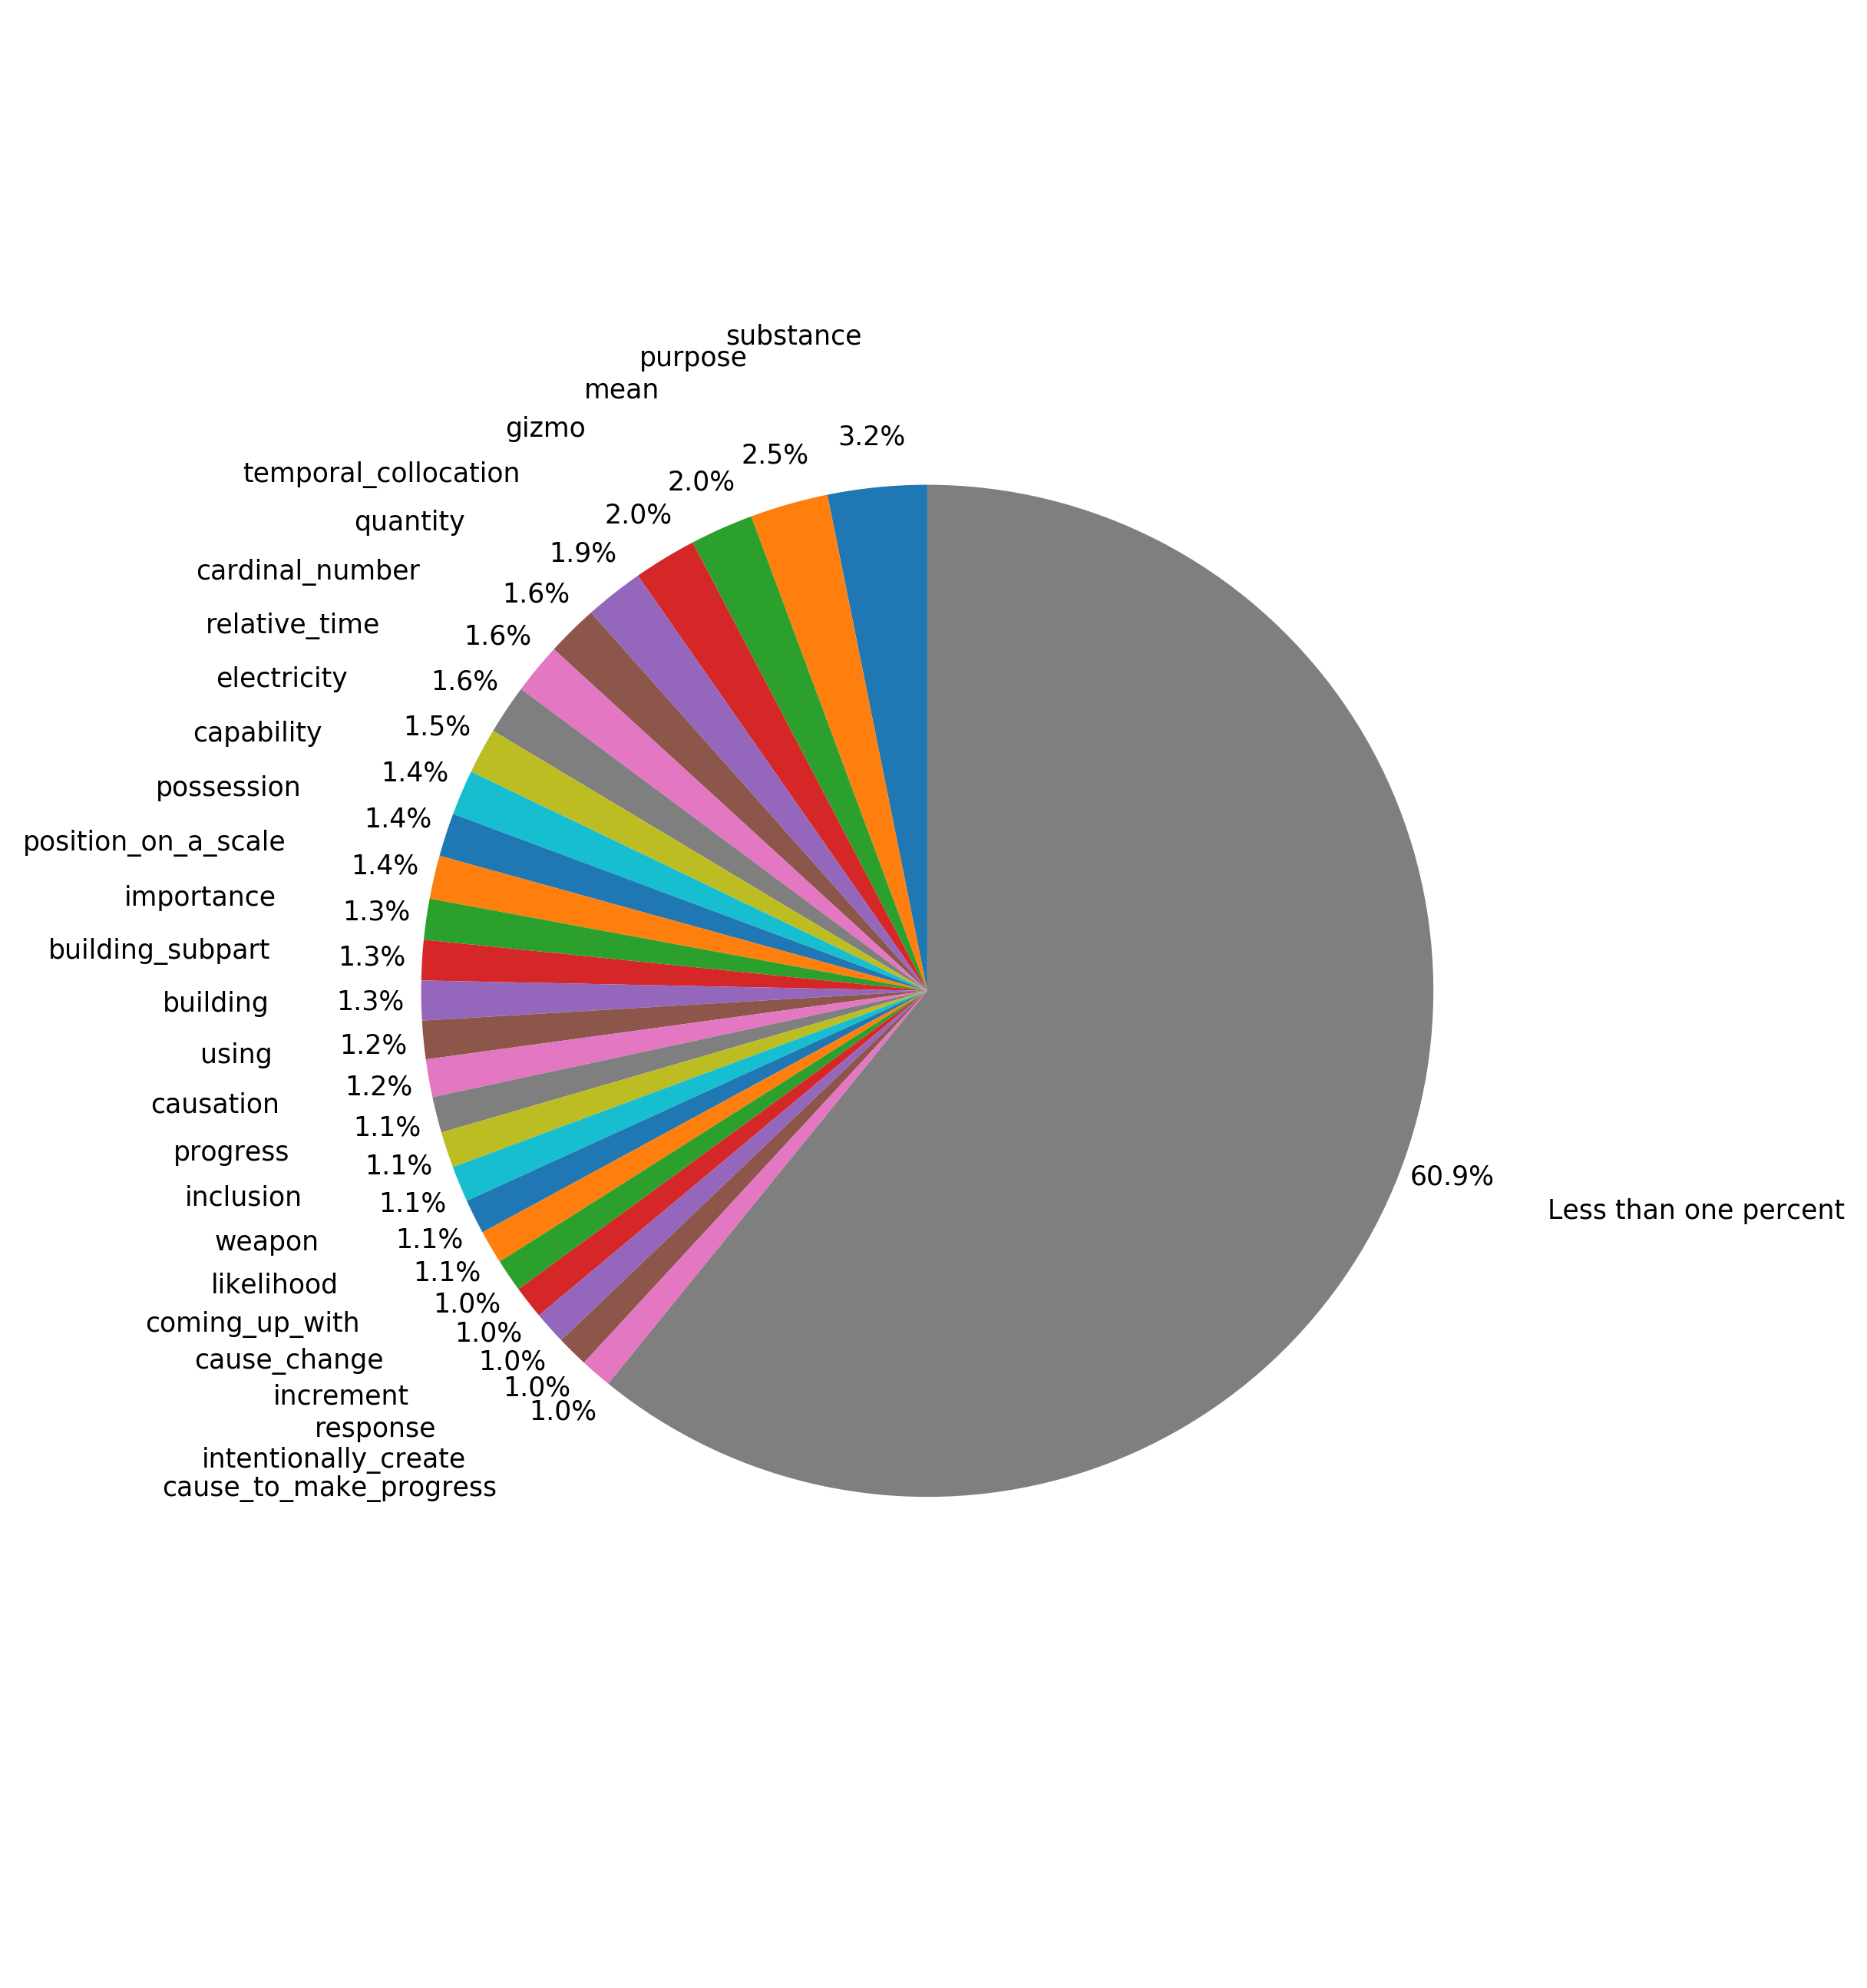 substance
purpose
mean
gizmo
temporal_collocation
quantity
cardinal_number
relative_time
electricity
capability
possession
position_on_a_scale
importance
building_subpart
building
using
causation
progress
inclusion
weapon
likelihood
coming_up_with
cause_change
increment
response
intentionally_create
cause_to_make_progress
Less than one percent
3.2%
2.5%
2.0%
2.0%
1.9%
1.6%
1.6%
1.6%
1.5%
1.4%
1.4%
1.4%
1.3%
1.3%
1.3%
1.2%
1.2%
1.1%
1.1%
1.1%
1.1%
1.1%
1.0%
1.0%
1.0%
1.0%
1.0%
60.9%